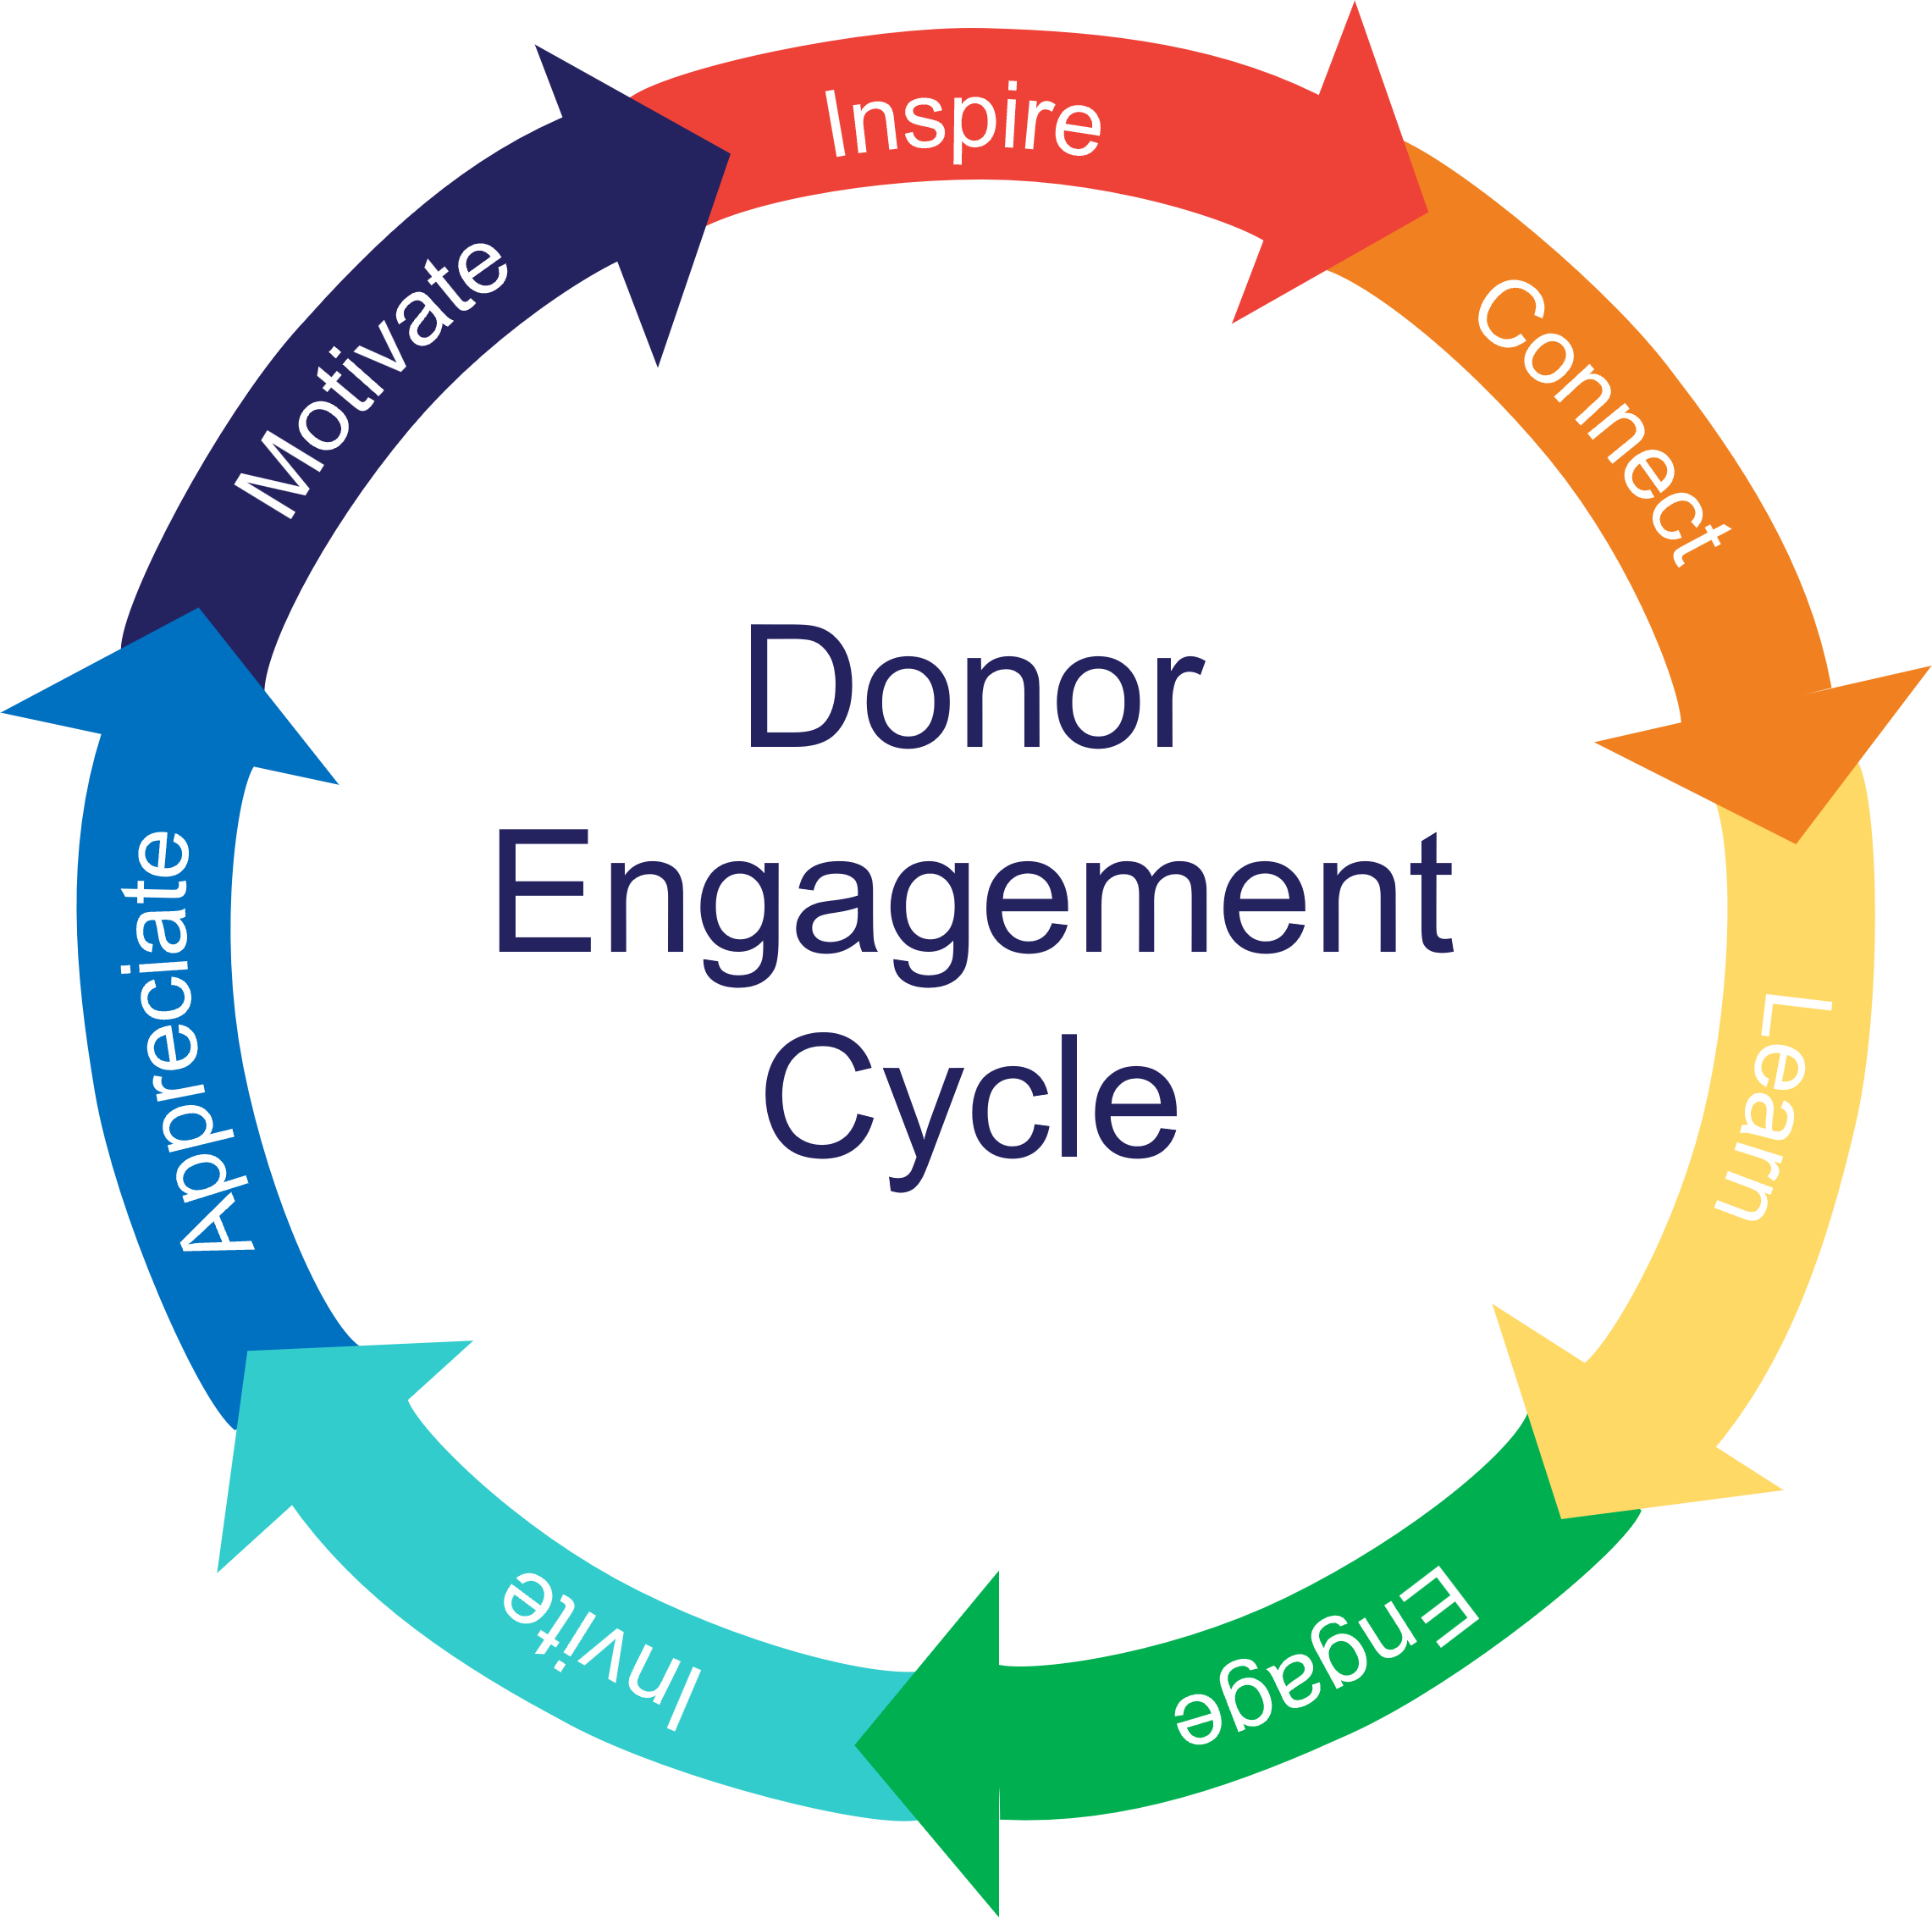 Inspire
Connect
Learn
Engage
Invite
Appreciate
Motivate
Donor
Engagement
Cycle